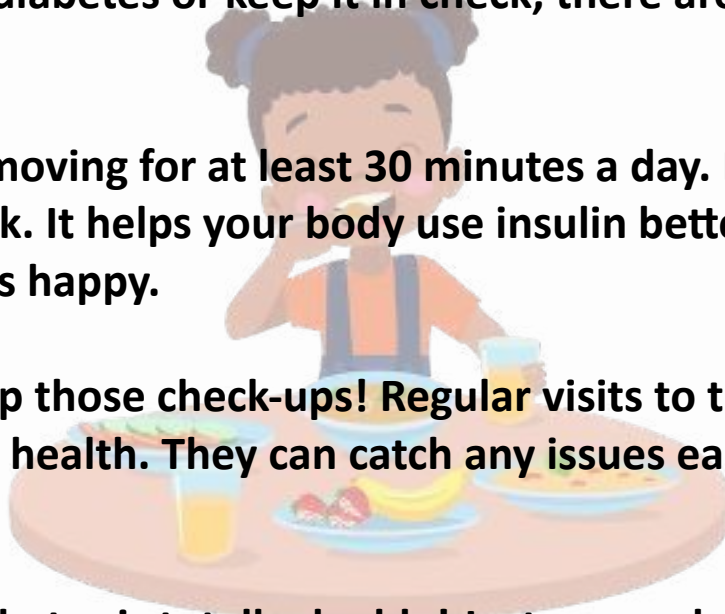 diabetes or keep it in check, there are
moving for at least 30 minutes a day.
k. It helps your body use insulin bette
s happy.
p those check-ups! Regular visits to t
health. They can catch any issues ea